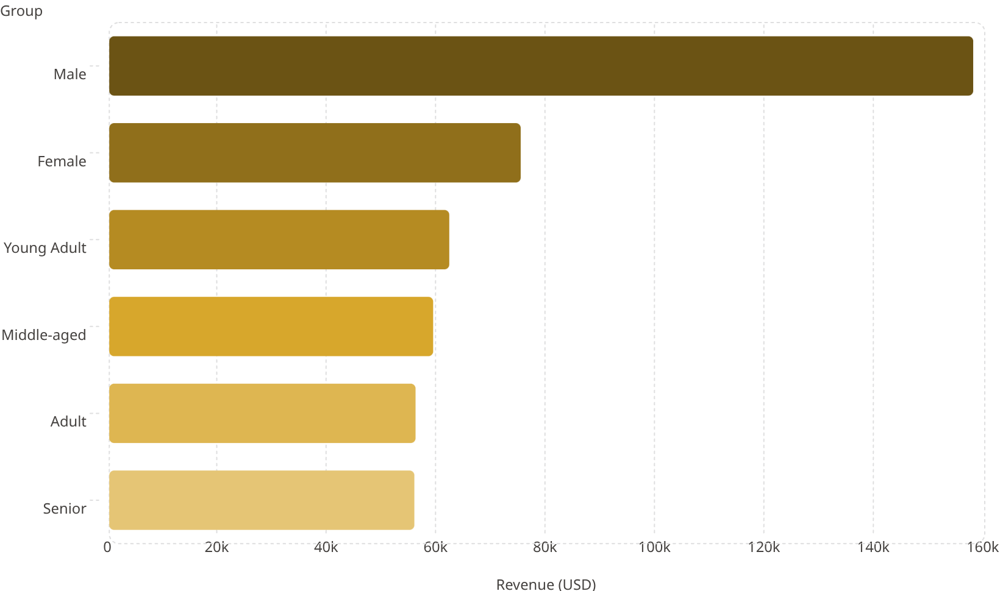 Group
Male
Female
Young Adult
Middle-aged
Adult
Senior
0 20k 40k 60k 80k 100k 120k 140k 160k
Revenue (USD)